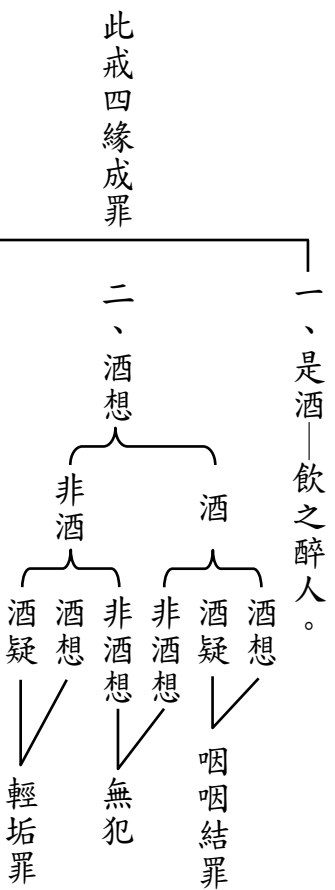 此戒四緣成罪
一、是酒—飲之醉人。
二、酒想
酒
酒想
酒疑
非酒想
咽咽結罪
非酒
非酒想
酒想
酒疑
無犯
輕垢罪